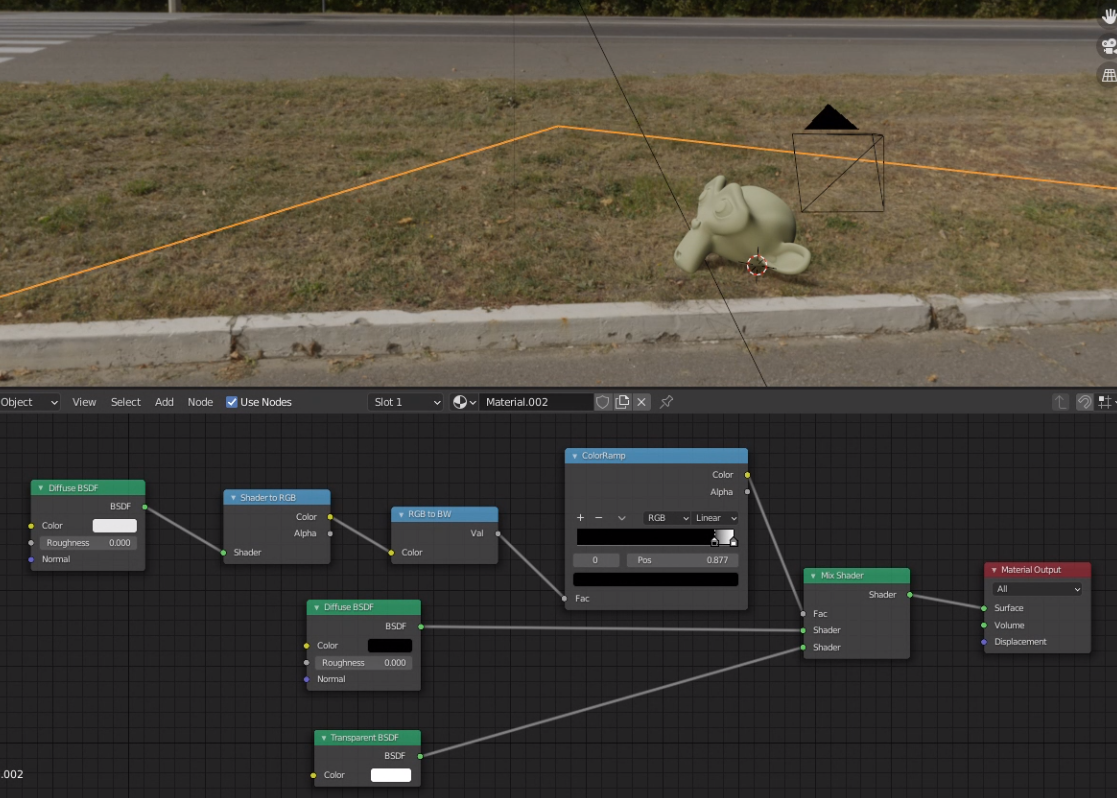 Object View Select Add Node Use Nodes Slot 1 Material.002
ColorRamp
Color
Alpha
+ − RGB Linear
0 Pos 0.877
Fac
Diffuse BSDF
BSDF
Color
Roughness 0.000
Normal
Shader to RGB
Color
Alpha
Shader
RGB to BW
Val
Color
Diffuse BSDF
BSDF
Color
Roughness 0.000
Normal
Transparent BSDF
BSDF
Color
Mix Shader
Shader
Fac
Shader
Shader
Material Output
All
Surface
Volume
Displacement
.002